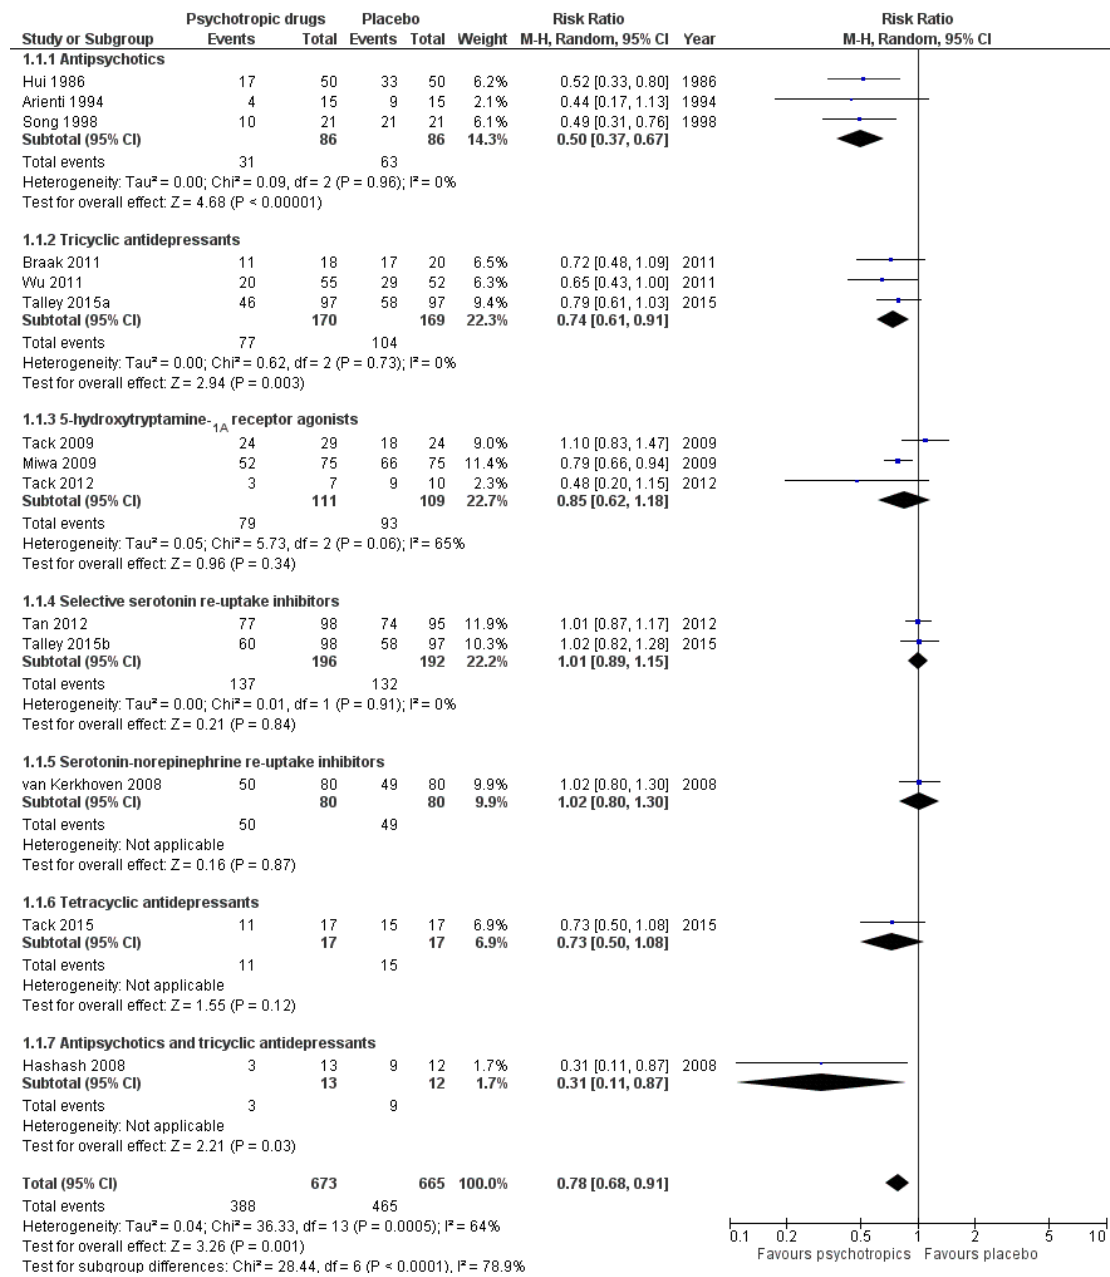 Psychotropic drugs Placebo Risk Ratio Risk Ratio
Study or Subgroup Events Total Events Total Weight M-H, Random, 95% CI Year M-H, Random, 95% CI
1.1.1 Antipsychotics
Hui 1986 17 50 33 50 6.2% 0.52 [0.33, 0.80] 1986
Arienti 1994 4 15 9 15 2.1% 0.44 [0.17, 1.13] 1994
Song 1998 10 21 21 21 6.1% 0.49 [0.31, 0.76] 1998
Subtotal (95% CI) 86 86 14.3% 0.50 [0.37, 0.67]
Total events 31 63
Heterogeneity: Tau² = 0.00; Chi² = 0.09, df = 2 (P = 0.96); I² = 0%
Test for overall effect: Z = 4.68 (P < 0.00001)
1.1.2 Tricyclic antidepressants
Braak 2011 11 18 17 20 6.5% 0.72 [0.48, 1.09] 2011
Wu 2011 20 55 29 52 6.3% 0.65 [0.43, 1.00] 2011
Talley 2015a 46 97 58 97 9.4% 0.79 [0.61, 1.03] 2015
Subtotal (95% CI) 170 169 22.3% 0.74 [0.61, 0.91]
Total events 77 104
Heterogeneity: Tau² = 0.00; Chi² = 0.62, df = 2 (P = 0.73); I² = 0%
Test for overall effect: Z = 2.94 (P = 0.003)
1.1.3 5-hydroxytryptamine-1A receptor agonists
Tack 2009 24 29 18 24 9.0% 1.10 [0.83, 1.47] 2009
Miwa 2009 52 75 66 75 11.4% 0.79 [0.66, 0.94] 2009
Tack 2012 3 7 9 10 2.3% 0.48 [0.20, 1.15] 2012
Subtotal (95% CI) 111 109 22.7% 0.85 [0.62, 1.18]
Total events 79 93
Heterogeneity: Tau² = 0.05; Chi² = 5.73, df = 2 (P = 0.06); I² = 65%
Test for overall effect: Z = 0.96 (P = 0.34)
1.1.4 Selective serotonin re-uptake inhibitors
Tan 2012 77 98 74 95 11.9% 1.01 [0.87, 1.17] 2012
Talley 2015b 60 98 58 97 10.3% 1.02 [0.82, 1.28] 2015
Subtotal (95% CI) 196 192 22.2% 1.01 [0.89, 1.15]
Total events 137 132
Heterogeneity: Tau² = 0.00; Chi² = 0.01, df = 1 (P = 0.91); I² = 0%
Test for overall effect: Z = 0.21 (P = 0.84)
1.1.5 Serotonin-norepinephrine re-uptake inhibitors
van Kerkhoven 2008 50 80 49 80 9.9% 1.02 [0.80, 1.30] 2008
Subtotal (95% CI) 80 80 9.9% 1.02 [0.80, 1.30]
Total events 50 49
Heterogeneity: Not applicable
Test for overall effect: Z = 0.16 (P = 0.87)
1.1.6 Tetracyclic antidepressants
Tack 2015 11 17 15 17 6.9% 0.73 [0.50, 1.08] 2015
Subtotal (95% CI) 17 17 6.9% 0.73 [0.50, 1.08]
Total events 11 15
Heterogeneity: Not applicable
Test for overall effect: Z = 1.55 (P = 0.12)
1.1.7 Antipsychotics and tricyclic antidepressants
Hashash 2008 3 13 9 12 1.7% 0.31 [0.11, 0.87] 2008
Subtotal (95% CI) 13 12 1.7% 0.31 [0.11, 0.87]
Total events 3 9
Heterogeneity: Not applicable
Test for overall effect: Z = 2.21 (P = 0.03)
Total (95% CI) 673 665 100.0% 0.78 [0.68, 0.91]
Total events 388 465
Heterogeneity: Tau² = 0.04; Chi² = 36.33, df = 13 (P = 0.0005); I² = 64%
Test for overall effect: Z = 3.26 (P = 0.001)
Test for subgroup differences: Chi² = 28.44, df = 6 (P < 0.0001), I² = 78.9%
0.1 0.2 0.5 1 2 5 10
Favours psychotropics Favours placebo